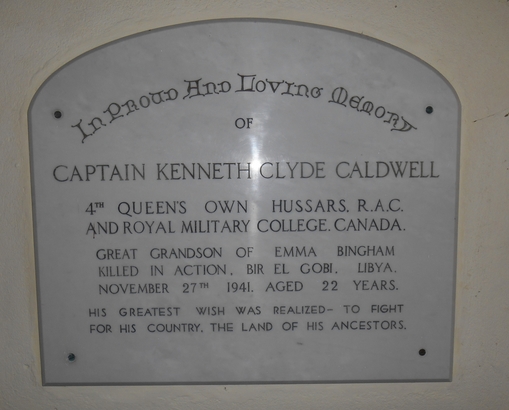 In Proud And Loving Memory
OF
CAPTAIN KENNETH CLYDE CALDWELL
4TH QUEEN'S OWN HUSSARS. R.A.C.
AND ROYAL MILITARY COLLEGE. CANADA.
GREAT GRANDSON OF EMMA BINGHAM
KILLED IN ACTION. BIR EL GOBI. LIBYA.
NOVEMBER 27TH 1941. AGED 22 YEARS.
HIS GREATEST WISH WAS REALIZED- TO FIGHT
FOR HIS COUNTRY. THE LAND OF HIS ANCESTORS.